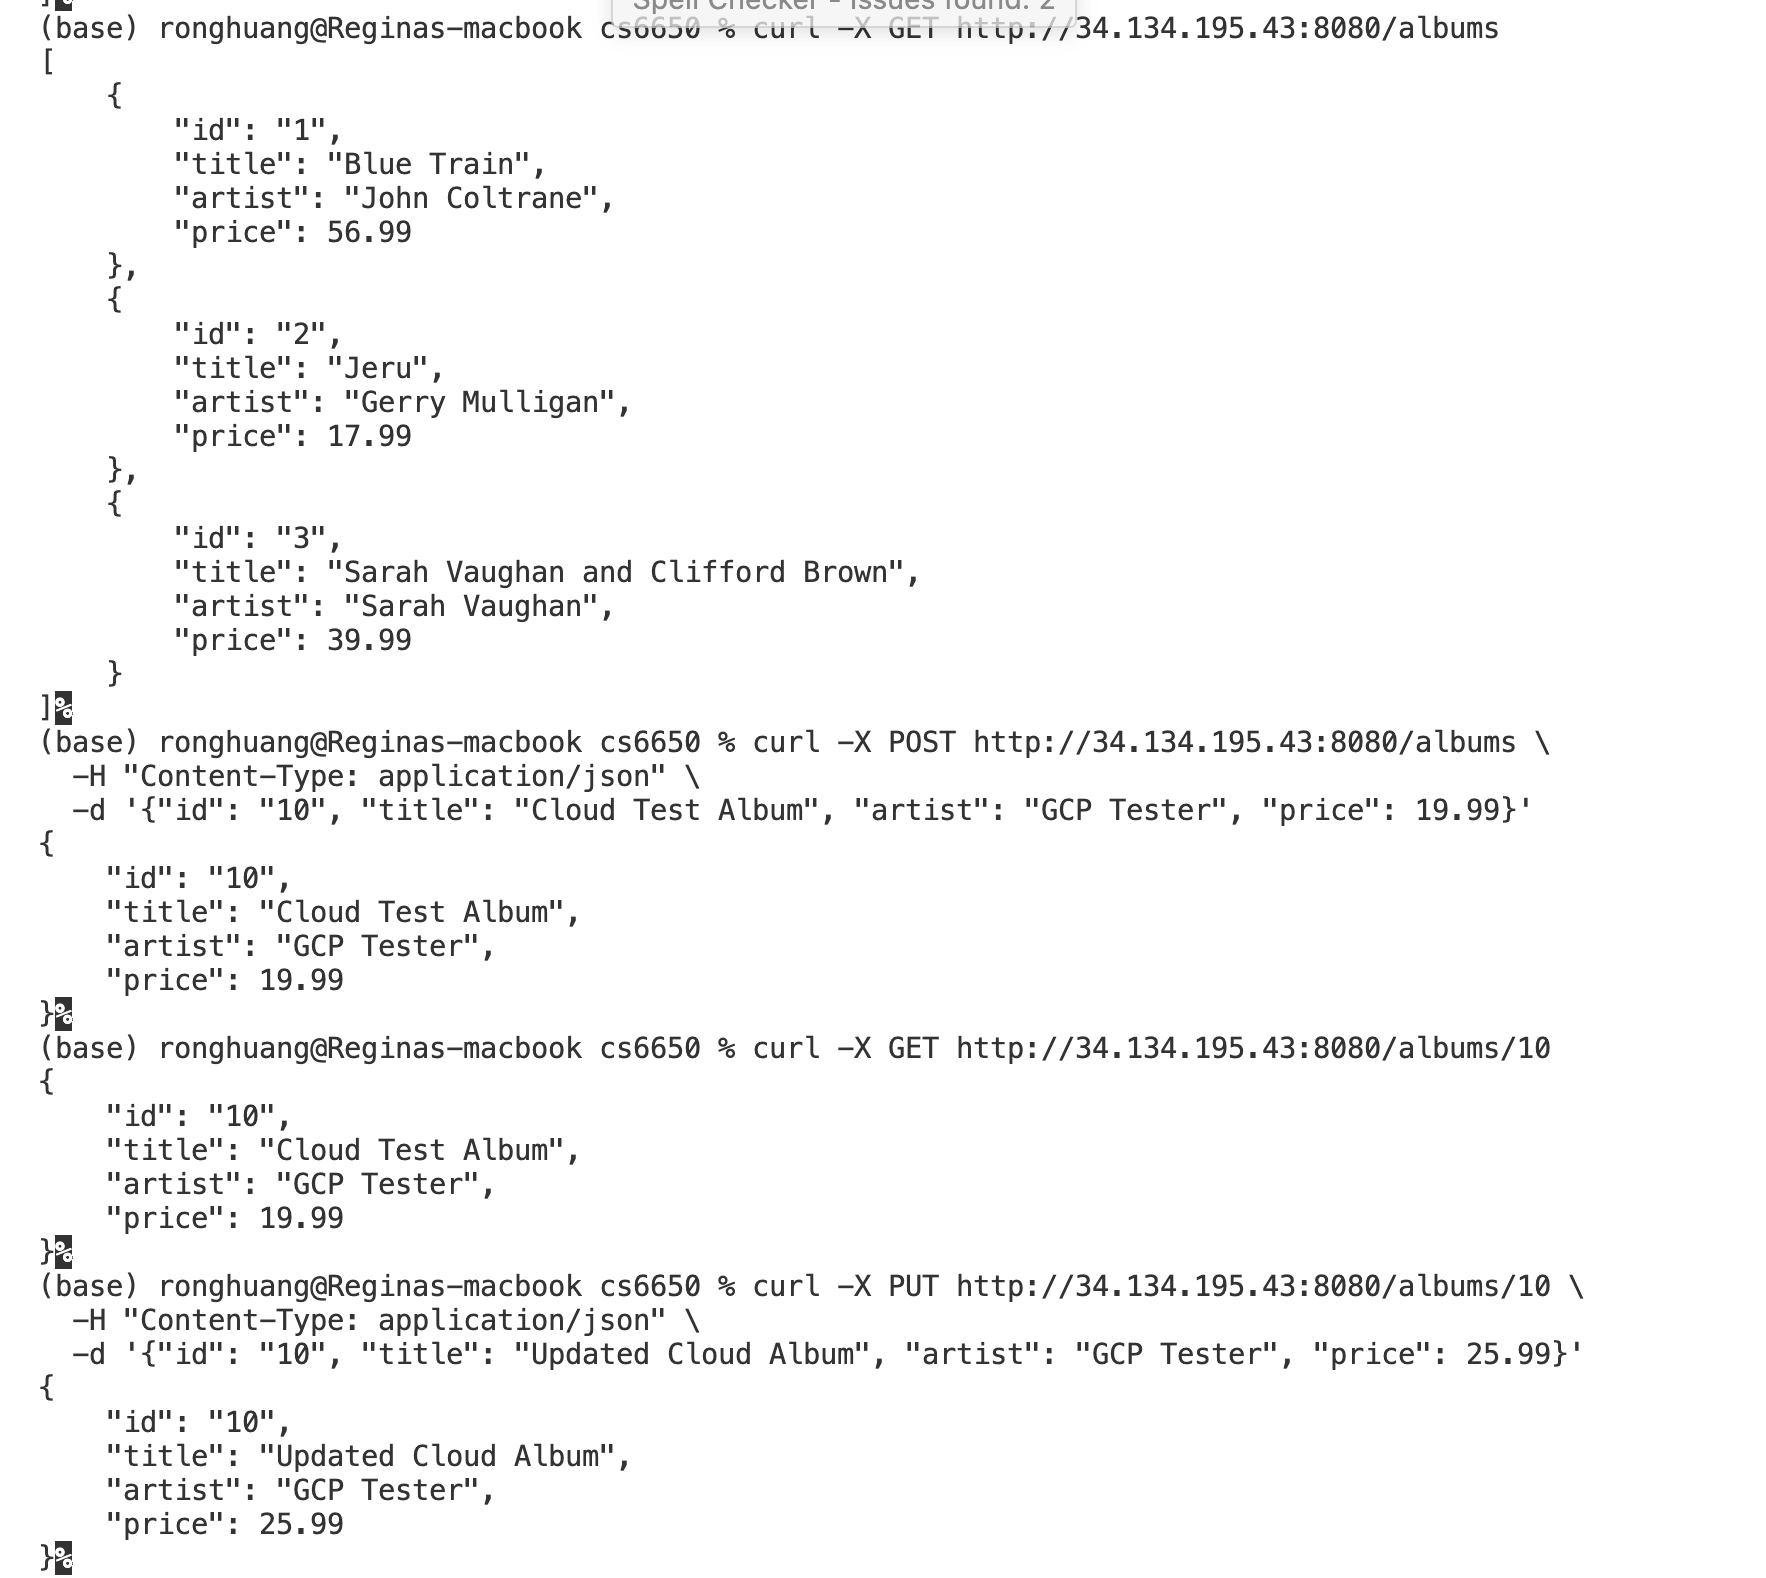 ]%
Spell Checker - Issues found: 2
(base) ronghuang@Reginas-macbook cs6650 % curl -X GET http://34.134.195.43:8080/albums
[
    {
        "id": "1",
        "title": "Blue Train",
        "artist": "John Coltrane",
        "price": 56.99
    },
    {
        "id": "2",
        "title": "Jeru",
        "artist": "Gerry Mulligan",
        "price": 17.99
    },
    {
        "id": "3",
        "title": "Sarah Vaughan and Clifford Brown",
        "artist": "Sarah Vaughan",
        "price": 39.99
    }
]%
(base) ronghuang@Reginas-macbook cs6650 % curl -X POST http://34.134.195.43:8080/albums \
  -H "Content-Type: application/json" \
  -d '{"id": "10", "title": "Cloud Test Album", "artist": "GCP Tester", "price": 19.99}'
{
    "id": "10",
    "title": "Cloud Test Album",
    "artist": "GCP Tester",
    "price": 19.99
}%
(base) ronghuang@Reginas-macbook cs6650 % curl -X GET http://34.134.195.43:8080/albums/10
{
    "id": "10",
    "title": "Cloud Test Album",
    "artist": "GCP Tester",
    "price": 19.99
}%
(base) ronghuang@Reginas-macbook cs6650 % curl -X PUT http://34.134.195.43:8080/albums/10 \
  -H "Content-Type: application/json" \
  -d '{"id": "10", "title": "Updated Cloud Album", "artist": "GCP Tester", "price": 25.99}'
{
    "id": "10",
    "title": "Updated Cloud Album",
    "artist": "GCP Tester",
    "price": 25.99
}%